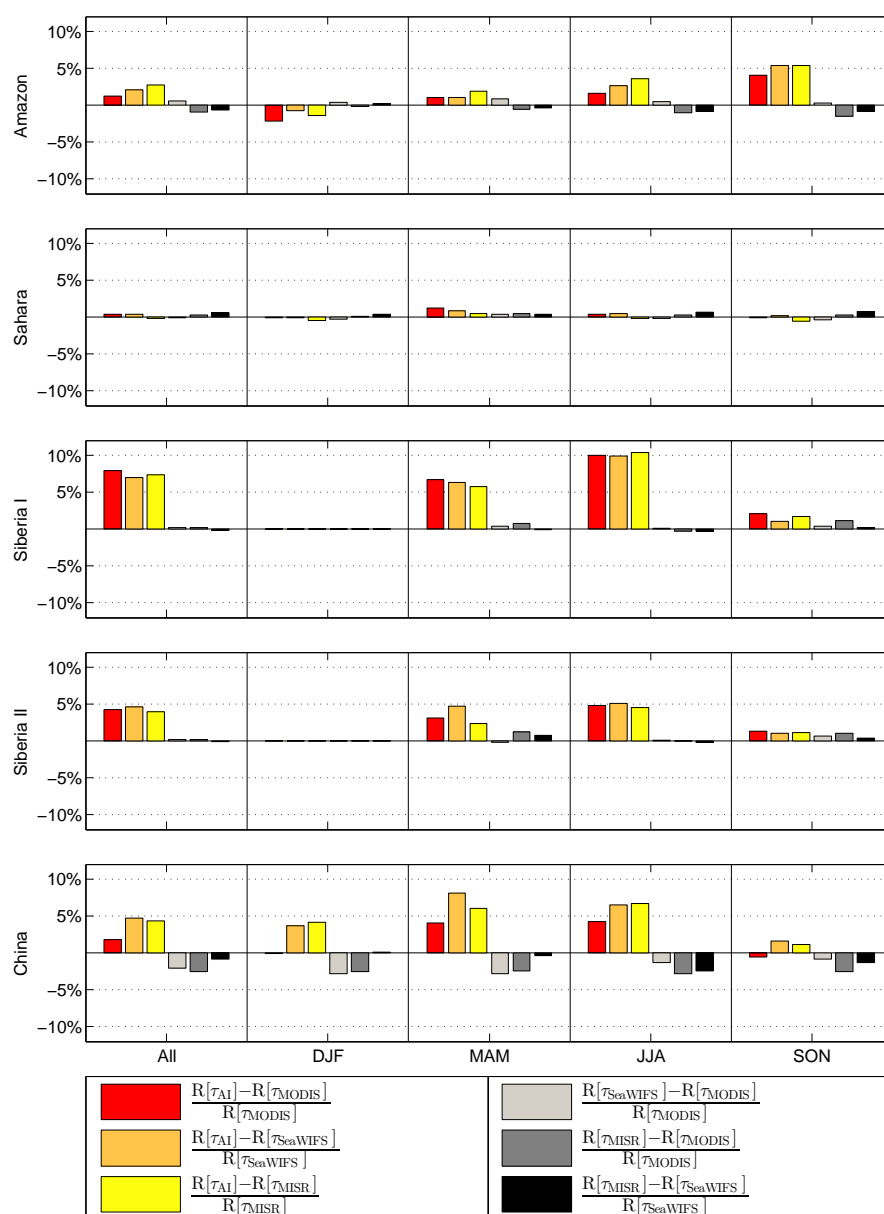 10%
5%
Amazon
−5%
−10%
10%
5%
Sahara
−5%
−10%
10%
5%
Siberia I
−5%
−10%
10%
5%
Siberia II
−5%
−10%
10%
5%
China
−5%
−10%
All DJF MAM JJA SON
R[τAI]−R[τMODIS]
R[τMODIS]
R[τAI]−R[τSeaWIFS]
R[τSeaWIFS]
R[τAI]−R[τMISR]
R[τMISR]
R[τSeaWIFS]−R[τMODIS]
R[τMODIS]
R[τMISR]−R[τMODIS]
R[τMODIS]
R[τMISR]−R[τSeaWIFS]
R[τSeaWIFS]